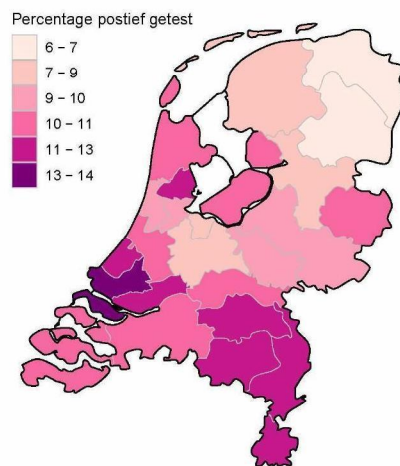 Percentage postief getest
6 – 7
7 – 9
9 – 10
10 – 11
11 – 13
13 – 14